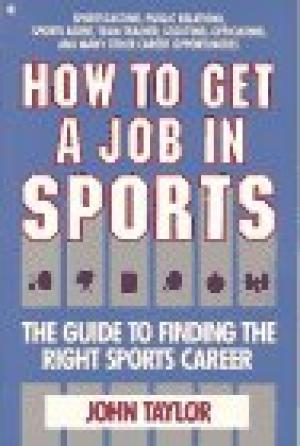 SPORTSCASTING, PUBLIC RELATIONS,
SPORTS AGENT, TEAM TRAINER, SCOUTING, OFFICIATING,
AND MANY OTHER CAREER OPPORTUNITIES
HOW TO GET
A JOB IN
SPORTS
THE GUIDE TO FINDING THE
RIGHT SPORTS CAREER
JOHN TAYLOR